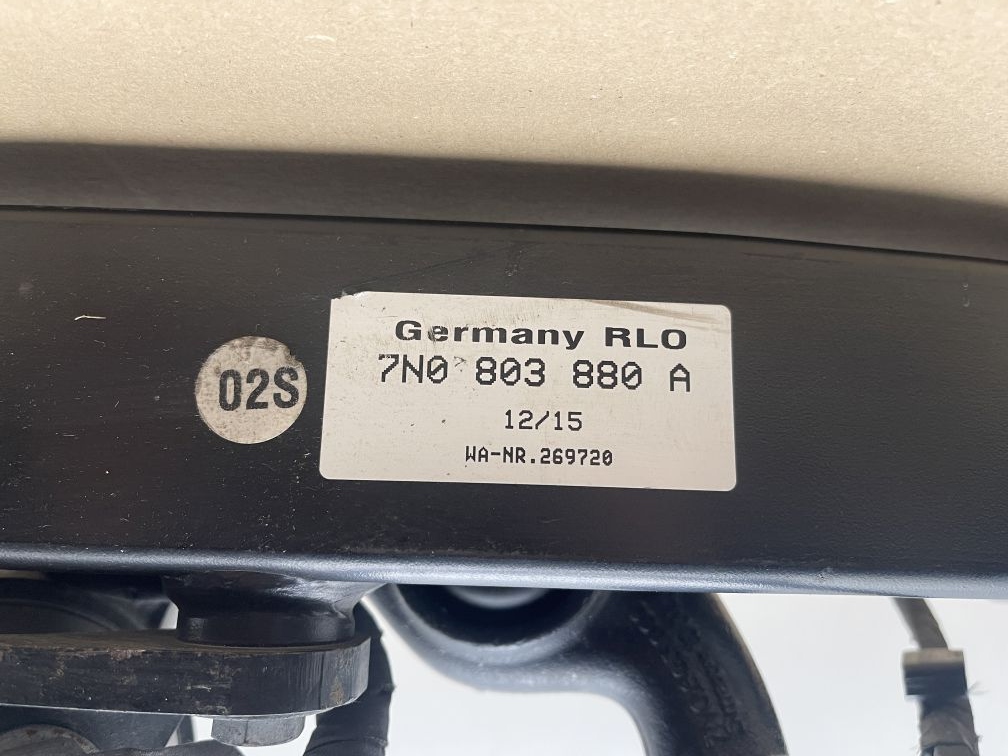 Germany RLO
7N0 803 880 A
02S
12/15
WA-NR.269720